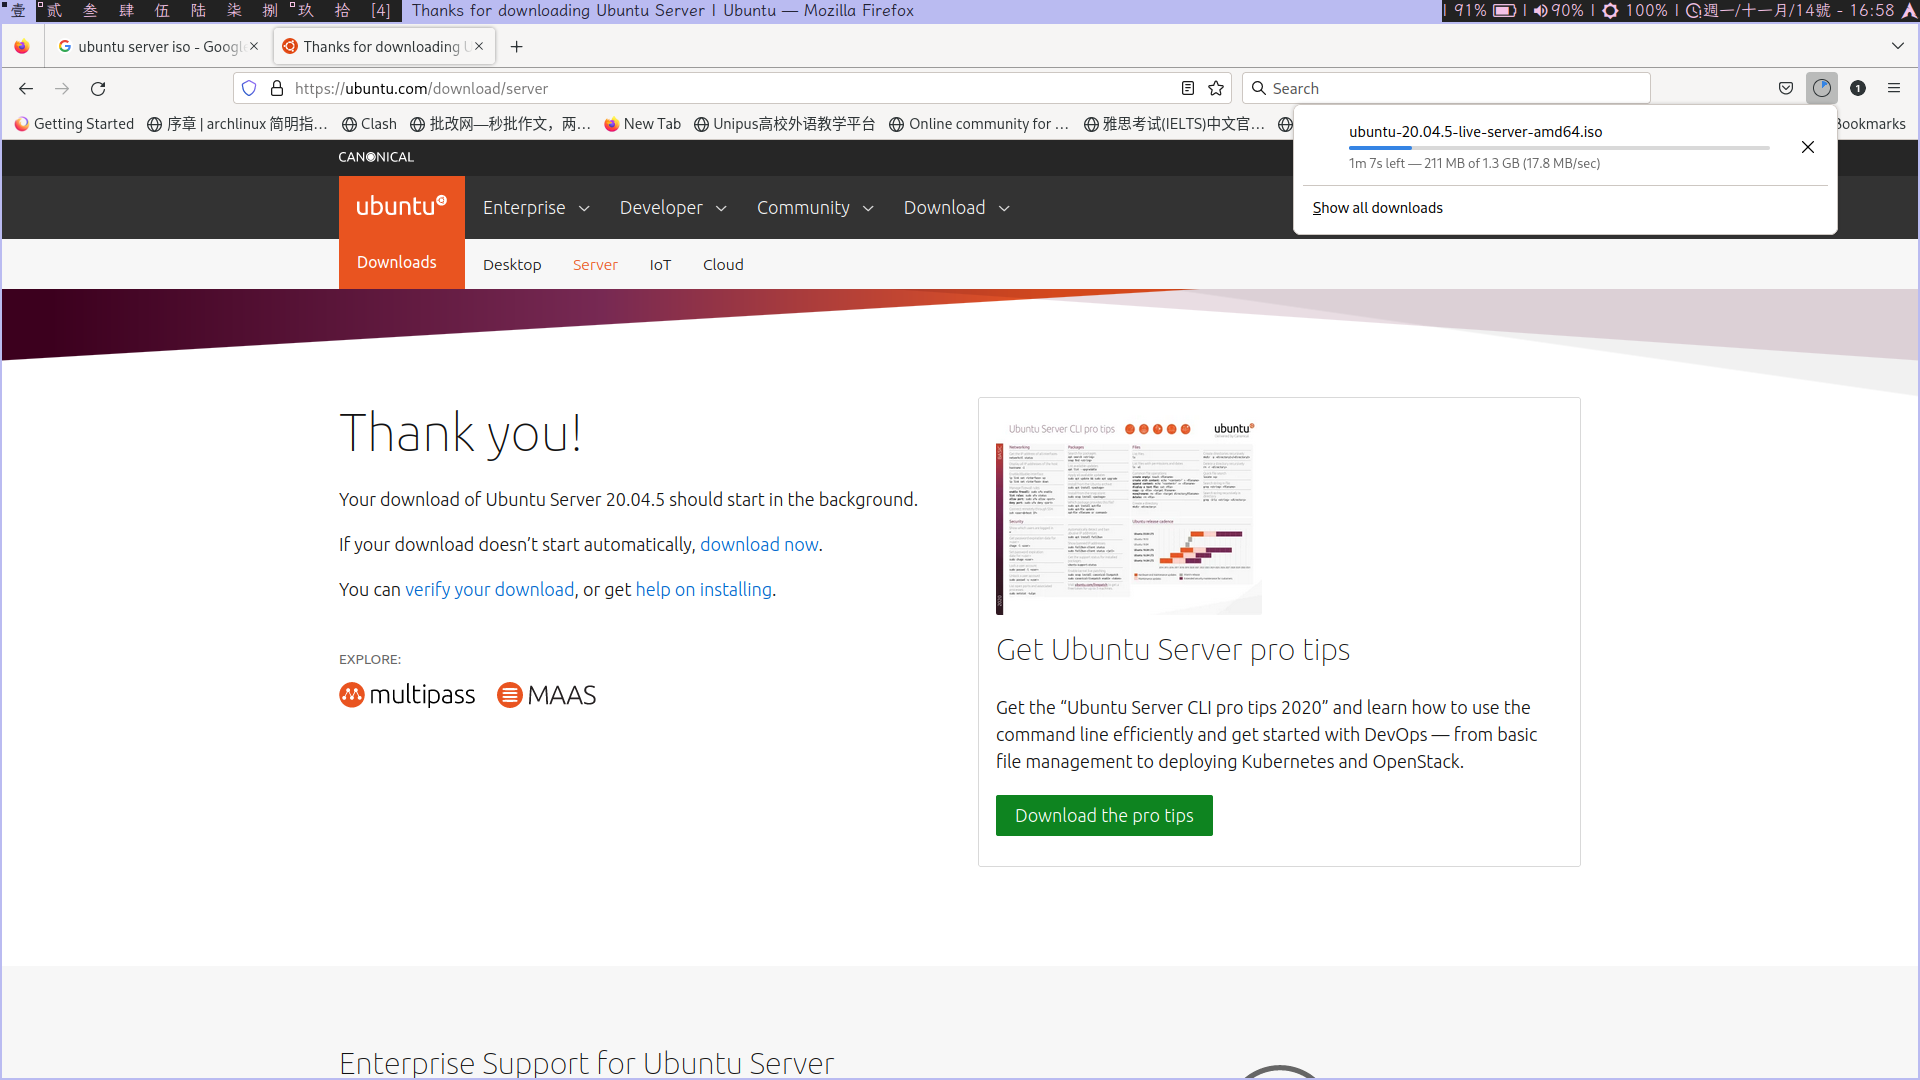 壹 贰 叁 肆 伍 陆 柒 捌 玖 拾 [4] Thanks for downloading Ubuntu Server | Ubuntu — Mozilla Firefox | 91% | 90% | 100% | 週一/十一月/14號 - 16:58
ubuntu server iso - Googl
Thanks for downloading U
https://ubuntu.com/download/server
Search
1
Getting Started
序章 | archlinux 简明指…
Clash
批改网—秒批作文，两…
New Tab
Unipus高校外语教学平台
Online community for …
雅思考试(IELTS)中文官…
Bookmarks
ubuntu-20.04.5-live-server-amd64.iso
1m 7s left — 211 MB of 1.3 GB (17.8 MB/sec)
Show all downloads
CANONICAL
ubuntu
Enterprise
Developer
Community
Download
Downloads
Desktop
Server
IoT
Cloud
Thank you!
Your download of Ubuntu Server 20.04.5 should start in the background.
If your download doesn’t start automatically, download now.
You can verify your download, or get help on installing.
EXPLORE:
multipass
MAAS
Ubuntu Server CLI pro tips
ubuntu
Networking
Packages
Files
Security
Ubuntu release cadence
Get Ubuntu Server pro tips
Get the “Ubuntu Server CLI pro tips 2020” and learn how to use the
command line efficiently and get started with DevOps — from basic
file management to deploying Kubernetes and OpenStack.
Download the pro tips
Enterprise Support for Ubuntu Server